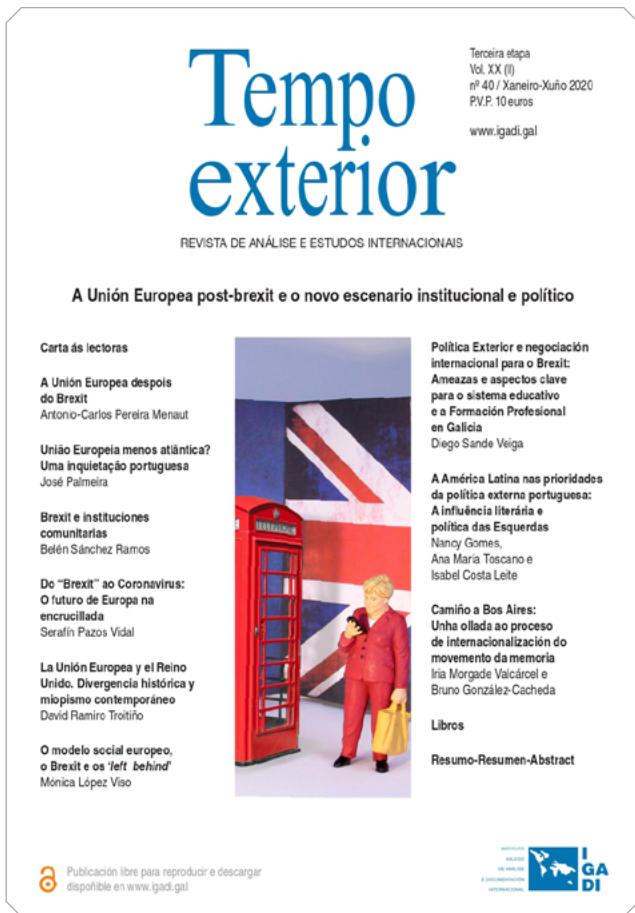 Tempo
exterior
Terceira etapa
Vol. XX (II)
nº 40 / Xaneiro-Xuño 2020
P.V.P. 10 euros
www.igadi.gal
REVISTA DE ANÁLISE E ESTUDOS INTERNACIONAIS
A Unión Europea post-brexit e o novo escenario institucional e político
Carta ás lectoras
A Unión Europea despois
do Brexit
Antonio-Carlos Pereira Menaut
União Europeia menos atlântica?
Uma inquietação portuguesa
José Palmeira
Brexit e instituciones
comunitarias
Belén Sánchez Ramos
Do “Brexit” ao Coronavirus:
O futuro de Europa na
encrucillada
Serafín Pazos Vidal
La Unión Europea y el Reino
Unido. Divergencia histórica y
miopismo contemporáneo
David Ramiro Troitiño
O modelo social europeo,
o Brexit e os ‘left behind’
Mónica López Viso
TELEPHONE
Política Exterior e negociación
internacional para o Brexit:
Ameazas e aspectos clave
para o sistema educativo
e a Formación Profesional
en Galicia
Diego Sande Veiga
A América Latina nas prioridades
da política externa portuguesa:
A influência literária e
política das Esquerdas
Nancy Gomes,
Ana Maria Toscano e
Isabel Costa Leite
Camiño a Bos Aires:
Unha ollada ao proceso
de internacionalización do
movemento da memoria
Iria Morgade Valcárcel e
Bruno González-Cacheda
Libros
Resumo-Resumen-Abstract
Publicación libre para reproducir e descargar
dispoñible en www.igadi.gal
INSTITUTO
GALEGO
DE ANÁLISE
E DOCUMENTACIÓN
INTERNACIONAL
I
GA
DI